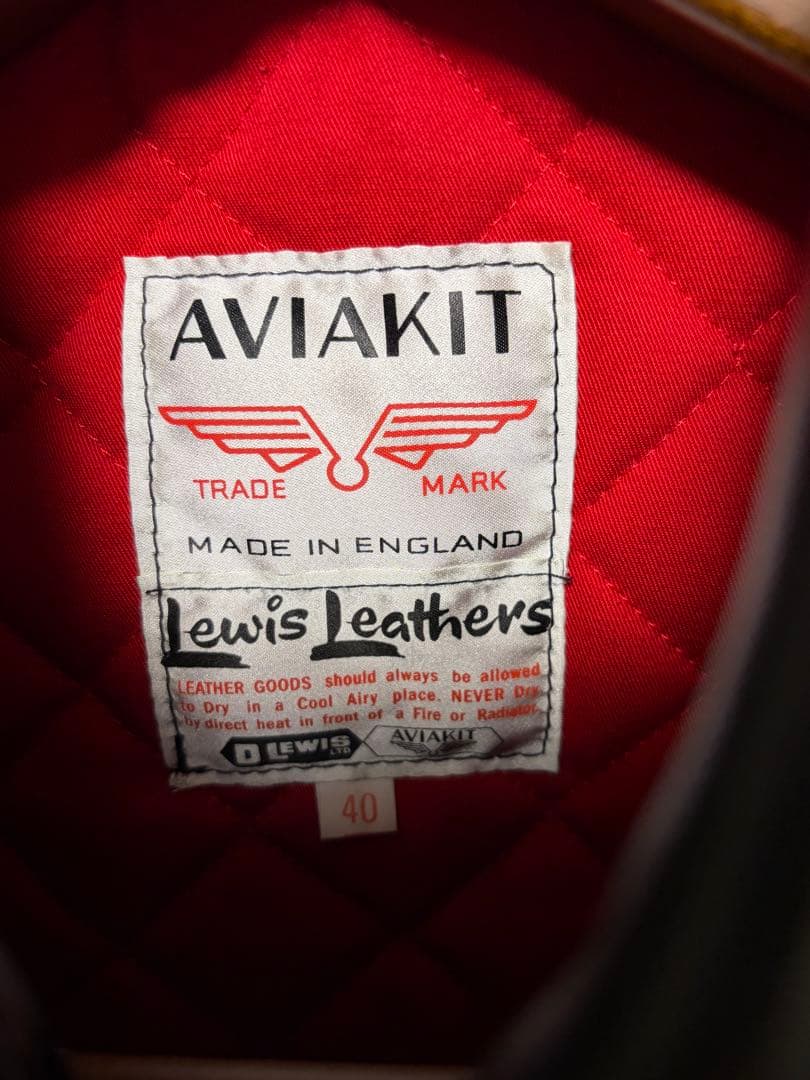 AVIAKIT
TRADE MARK
MADE IN ENGLAND
Lewis Leathers
LEATHER GOODS should always be allowed
to Dry in a Cool Airy place. NEVER Dry
by direct heat in front of a Fire or Radiator.
D LEWIS LTD AVIAKIT
40